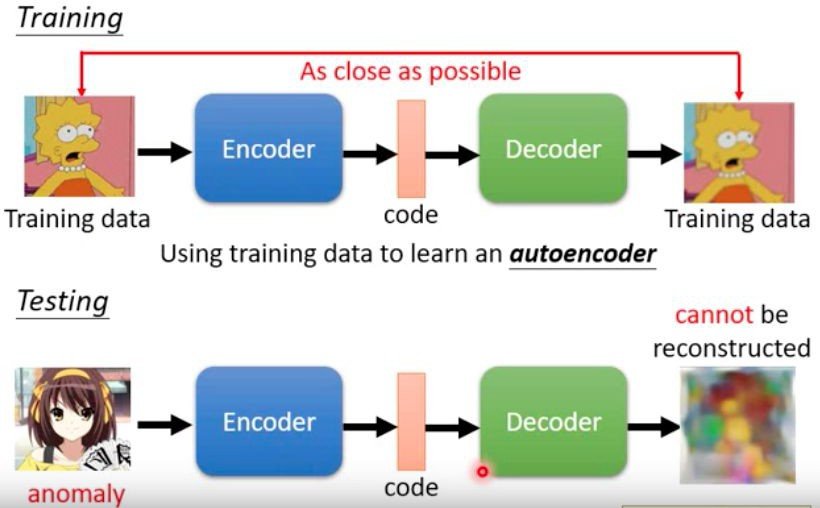 Training
As close as possible
Encoder
Decoder
Training data
code
Training data
Using training data to learn an autoencoder
Testing
cannot be
reconstructed
Encoder
Decoder
anomaly
code